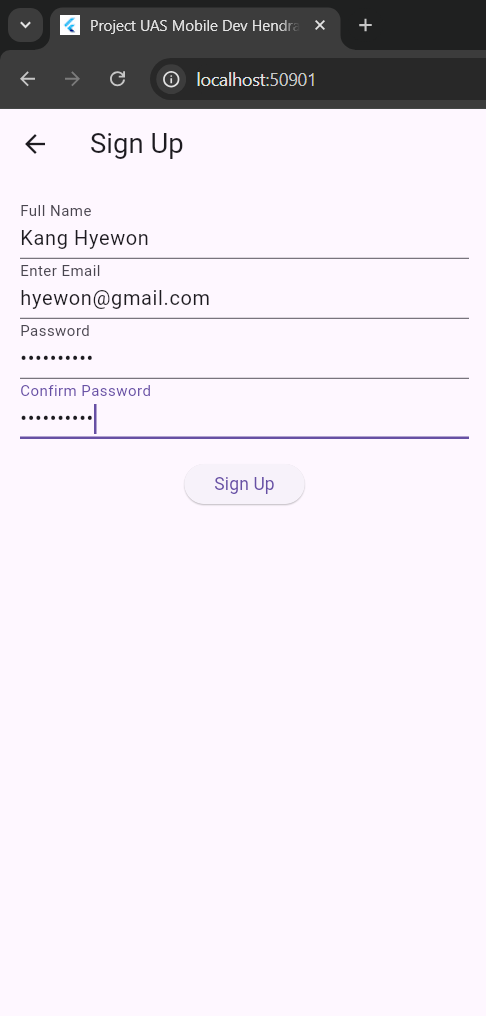 Project UAS Mobile Dev Hendra
localhost:50901
Sign Up
Full Name
Kang Hyewon
Enter Email
hyewon@gmail.com
Password
••••••••••
Confirm Password
••••••••••
Sign Up